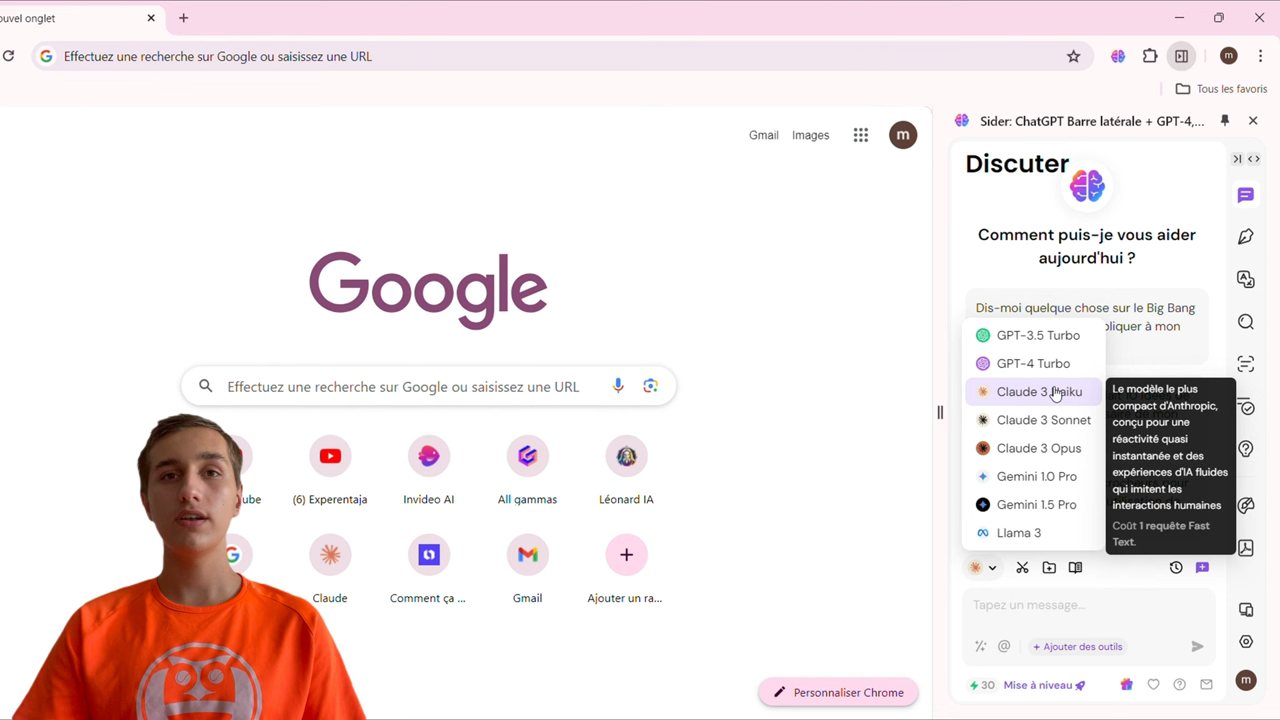 ouvel onglet
Effectuez une recherche sur Google ou saisissez une URL
m
Tous les favoris
Gmail
Images
m
Google
Effectuez une recherche sur Google ou saisissez une URL
(6) Experentaja
Invideo AI
All gammas
Léonard IA
Claude
Comment ça ...
Gmail
Ajouter un ra...
Personnaliser Chrome
Sider: ChatGPT Barre latérale + GPT-4,...
Discuter
Comment puis-je vous aider
aujourd'hui ?
Dis-moi quelque chose sur le Big Bang
pliquer à mon
GPT-3.5 Turbo
GPT-4 Turbo
Claude 3 Haiku
Claude 3 Sonnet
Claude 3 Opus
Gemini 1.0 Pro
Gemini 1.5 Pro
Llama 3
Le modèle le plus
compact d'Anthropic,
conçu pour une
réactivité quasi
instantanée et des
expériences d'IA fluides
qui imitent les
interactions humaines
Coût 1 requête Fast
Text.
Tapez un message...
+ Ajouter des outils
30
Mise à niveau
m